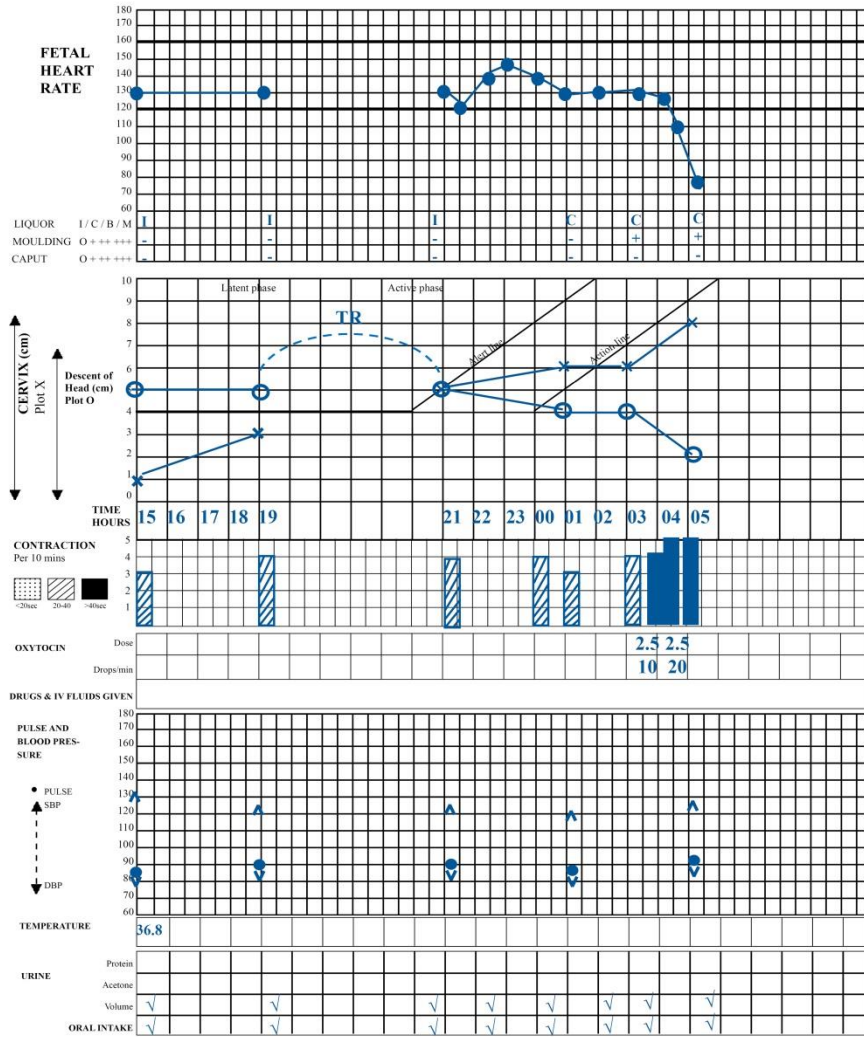 180
170
160
FETAL
HEART
RATE
150
140
130
120
110
100
90
80
70
60
LIQUOR I / C / B / M I I I C C C
MOULDING O + ++ +++ - - - - + +
CAPUT O + ++ +++ - - - - - -
10
Latent phase Active phase
9
8
TR
7
Alert line
Action line
6
5
4
3
2
1
0
CERVIX (cm)
Plot X
Descent of
Head (cm)
Plot O
TIME
HOURS
15 16 17 18 19 21 22 23 00 01 02 03 04 05
CONTRACTION
Per 10 mins
5
4
3
2
1
<20sec 20-40 >40sec
OXYTOCIN
Dose 2.5 2.5
Drops/min 10 20
DRUGS & IV FLUIDS GIVEN
180
170
PULSE AND
BLOOD PRES-
SURE
160
150
140
PULSE
SBP
130
120
110
100
90
80
DBP
70
60
TEMPERATURE 36.8
URINE
Protein
Acetone
Volume √ √ √ √ √ √ √ √
ORAL INTAKE √ √ √ √ √ √ √ √